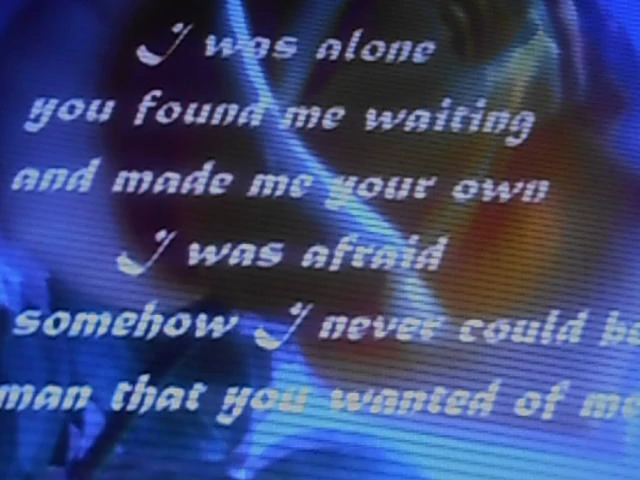 I was alone
you found me waiting
and made me your own
I was afraid
somehow I never could b
man that you wanted of m